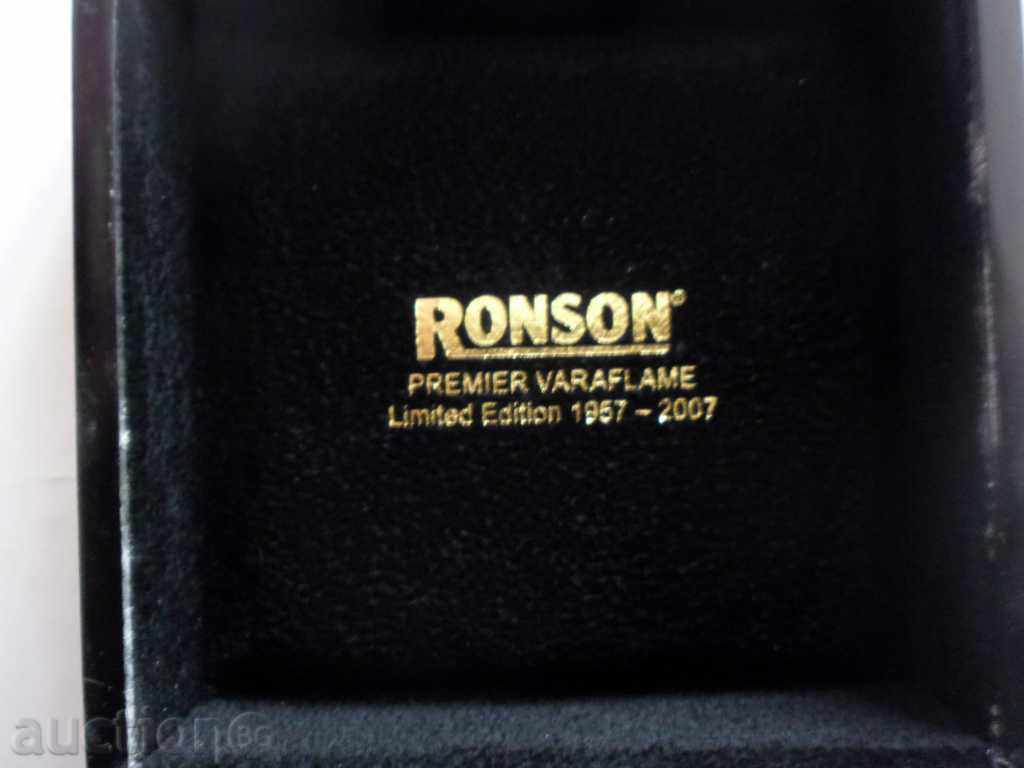 RONSON®
PREMIER VARAFLAME
Limited Edition 1957 – 2007
auction BG